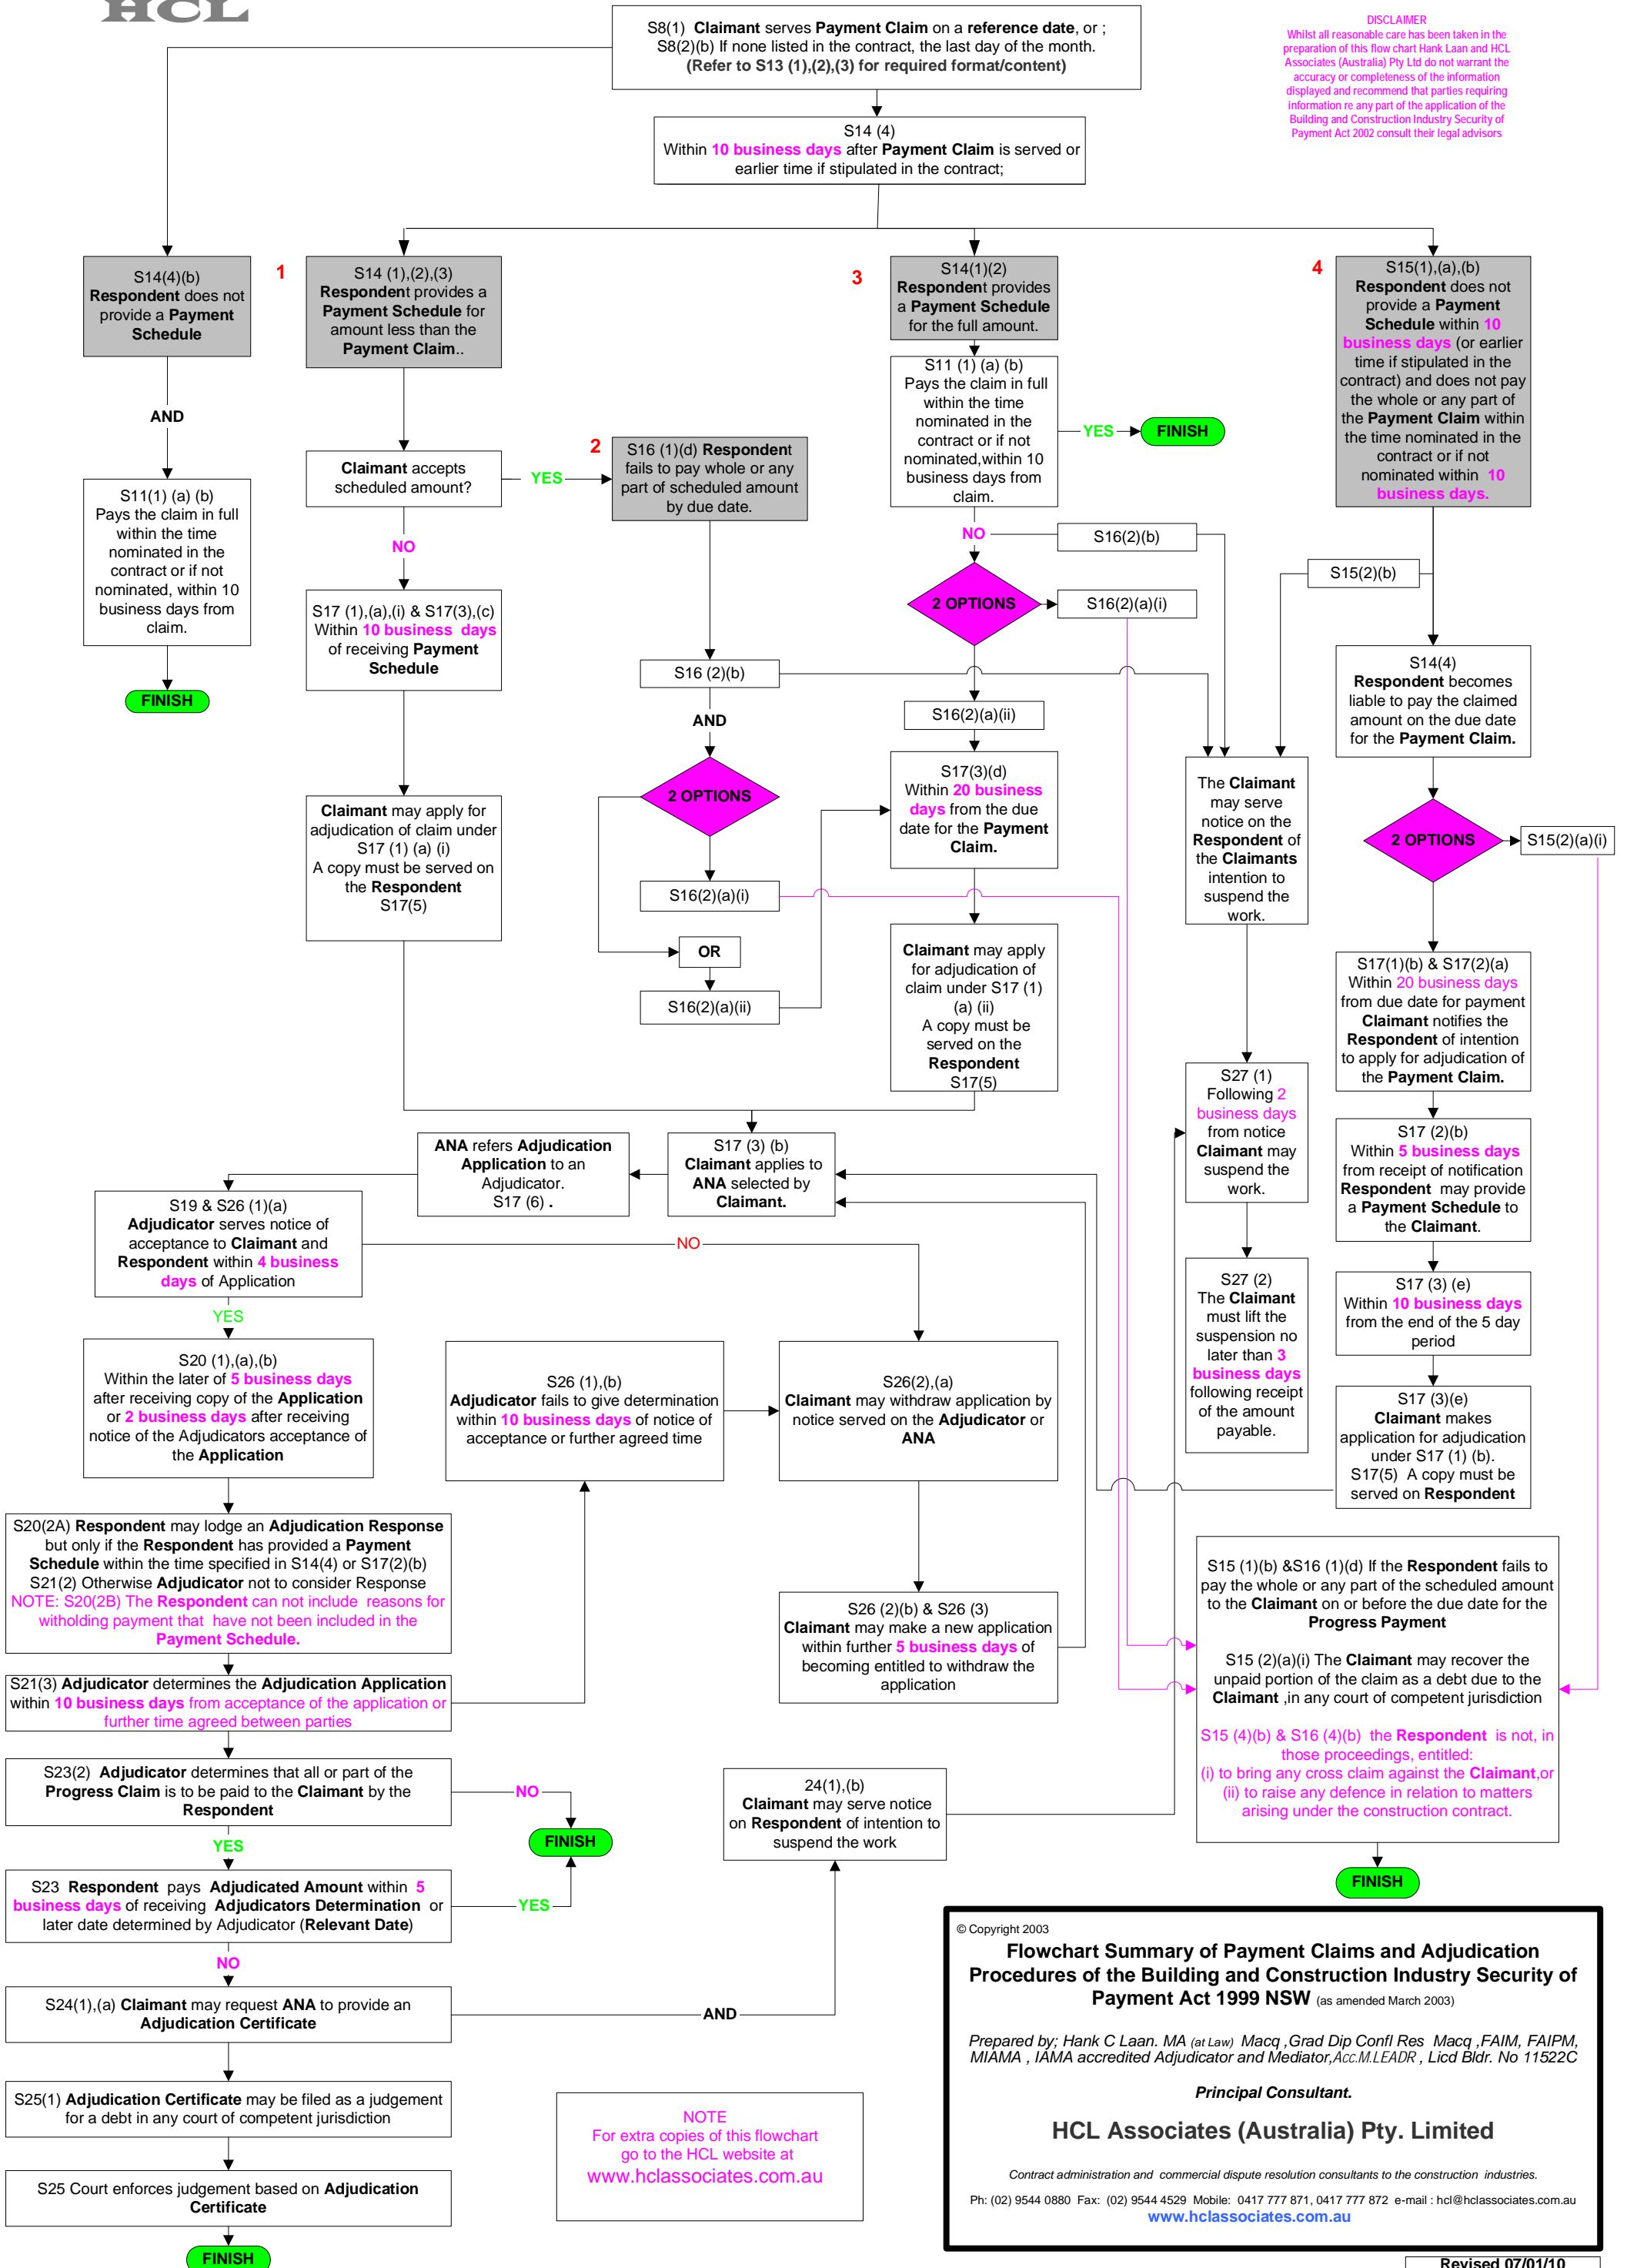 HCL
S8(1) Claimant serves Payment Claim on a reference date, or ;
S8(2)(b) If none listed in the contract, the last day of the month.
(Refer to S13 (1),(2),(3) for required format/content)
DISCLAIMER
Whilst all reasonable care has been taken in the
preparation of this flow chart Hank Laan and HCL
Associates (Australia) Pty Ltd do not warrant the
accuracy or completeness of the information
displayed and recommend that parties requiring
information re any part of the application of the
Building and Construction Industry Security of
Payment Act 2002 consult their legal advisors
S14 (4)
Within 10 business days after Payment Claim is served or
earlier time if stipulated in the contract;
S14(4)(b)
Respondent does not
provide a Payment
Schedule
AND
S11(1) (a) (b)
Pays the claim in full
within the time
nominated in the
contract or if not
nominated, within 10
business days from
claim.
FINISH
1
S14 (1),(2),(3)
Respondent provides a
Payment Schedule for
amount less than the
Payment Claim..
Claimant accepts
scheduled amount?
YES
NO
S17 (1),(a),(i) & S17(3),(c)
Within 10 business days
of receiving Payment
Schedule
Claimant may apply for
adjudication of claim under
S17 (1) (a) (i)
A copy must be served on
the Respondent
S17(5)
2
S16 (1)(d) Respondent
fails to pay whole or any
part of scheduled amount
by due date.
S16 (2)(b)
AND
2 OPTIONS
S16(2)(a)(i)
OR
S16(2)(a)(ii)
3
S14(1)(2)
Respondent provides
a Payment Schedule
for the full amount.
S11 (1) (a) (b)
Pays the claim in full
within the time
nominated in the
contract or if not
nominated,within 10
business days from
claim.
YES
FINISH
NO
S16(2)(b)
2 OPTIONS
S16(2)(a)(i)
S16(2)(a)(ii)
S17(3)(d)
Within 20 business
days from the due
date for the Payment
Claim.
Claimant may apply
for adjudication of
claim under S17 (1)
(a) (ii)
A copy must be
served on the
Respondent
S17(5)
4
S15(1),(a),(b)
Respondent does not
provide a Payment
Schedule within 10
business days (or earlier
time if stipulated in the
contract) and does not pay
the whole or any part of
the Payment Claim within
the time nominated in the
contract or if not
nominated within 10
business days.
S15(2)(b)
S14(4)
Respondent becomes
liable to pay the claimed
amount on the due date
for the Payment Claim.
2 OPTIONS
S15(2)(a)(i)
The Claimant
may serve
notice on the
Respondent of
the Claimants
intention to
suspend the
work.
S27 (1)
Following 2
business days
from notice
Claimant may
suspend the
work.
S27 (2)
The Claimant
must lift the
suspension no
later than 3
business days
following receipt
of the amount
payable.
S17(1)(b) & S17(2)(a)
Within 20 business days
from due date for payment
Claimant notifies the
Respondent of intention
to apply for adjudication of
the Payment Claim.
S17 (2)(b)
Within 5 business days
from receipt of notification
Respondent may provide
a Payment Schedule to
the Claimant.
S17 (3) (e)
Within 10 business days
from the end of the 5 day
period
S17 (3)(e)
Claimant makes
application for adjudication
under S17 (1) (b).
S17(5) A copy must be
served on Respondent
S17 (3) (b)
Claimant applies to
ANA selected by
Claimant.
ANA refers Adjudication
Application to an
Adjudicator.
S17 (6) .
S19 & S26 (1)(a)
Adjudicator serves notice of
acceptance to Claimant and
Respondent within 4 business
days of Application
NO
YES
S20 (1),(a),(b)
Within the later of 5 business days
after receiving copy of the Application
or 2 business days after receiving
notice of the Adjudicators acceptance of
the Application
S26 (1),(b)
Adjudicator fails to give determination
within 10 business days of notice of
acceptance or further agreed time
S26(2),(a)
Claimant may withdraw application by
notice served on the Adjudicator or
ANA
S20(2A) Respondent may lodge an Adjudication Response
but only if the Respondent has provided a Payment
Schedule within the time specified in S14(4) or S17(2)(b)
S21(2) Otherwise Adjudicator not to consider Response
NOTE: S20(2B) The Respondent can not include reasons for
witholding payment that have not been included in the
Payment Schedule.
S26 (2)(b) & S26 (3)
Claimant may make a new application
within further 5 business days of
becoming entitled to withdraw the
application
S21(3) Adjudicator determines the Adjudication Application
within 10 business days from acceptance of the application or
further time agreed between parties
S15 (1)(b) &S16 (1)(d) If the Respondent fails to
pay the whole or any part of the scheduled amount
to the Claimant on or before the due date for the
Progress Payment
S15 (2)(a)(i) The Claimant may recover the
unpaid portion of the claim as a debt due to the
Claimant ,in any court of competent jurisdiction
S15 (4)(b) & S16 (4)(b) the Respondent is not, in
those proceedings, entitled:
(i) to bring any cross claim against the Claimant,or
(ii) to raise any defence in relation to matters
arising under the construction contract.
FINISH
S23(2) Adjudicator determines that all or part of the
Progress Claim is to be paid to the Claimant by the
Respondent
NO
FINISH
YES
24(1),(b)
Claimant may serve notice
on Respondent of intention to
suspend the work
S23 Respondent pays Adjudicated Amount within 5
business days of receiving Adjudicators Determination or
later date determined by Adjudicator (Relevant Date)
YES
NO
S24(1),(a) Claimant may request ANA to provide an
Adjudication Certificate
AND
S25(1) Adjudication Certificate may be filed as a judgement
for a debt in any court of competent jurisdiction
S25 Court enforces judgement based on Adjudication
Certificate
FINISH
NOTE
For extra copies of this flowchart
go to the HCL website at
www.hclassociates.com.au
© Copyright 2003
Flowchart Summary of Payment Claims and Adjudication
Procedures of the Building and Construction Industry Security of
Payment Act 1999 NSW (as amended March 2003)
Prepared by; Hank C Laan. MA (at Law) Macq ,Grad Dip Confl Res Macq ,FAIM, FAIPM,
MIAMA , IAMA accredited Adjudicator and Mediator,Acc.M.LEADR , Licd Bldr. No 11522C
Principal Consultant.
HCL Associates (Australia) Pty. Limited
Contract administration and commercial dispute resolution consultants to the construction industries.
Ph: (02) 9544 0880 Fax: (02) 9544 4529 Mobile: 0417 777 871, 0417 777 872 e-mail : hcl@hclassociates.com.au
www.hclassociates.com.au
Revised 07/01/10